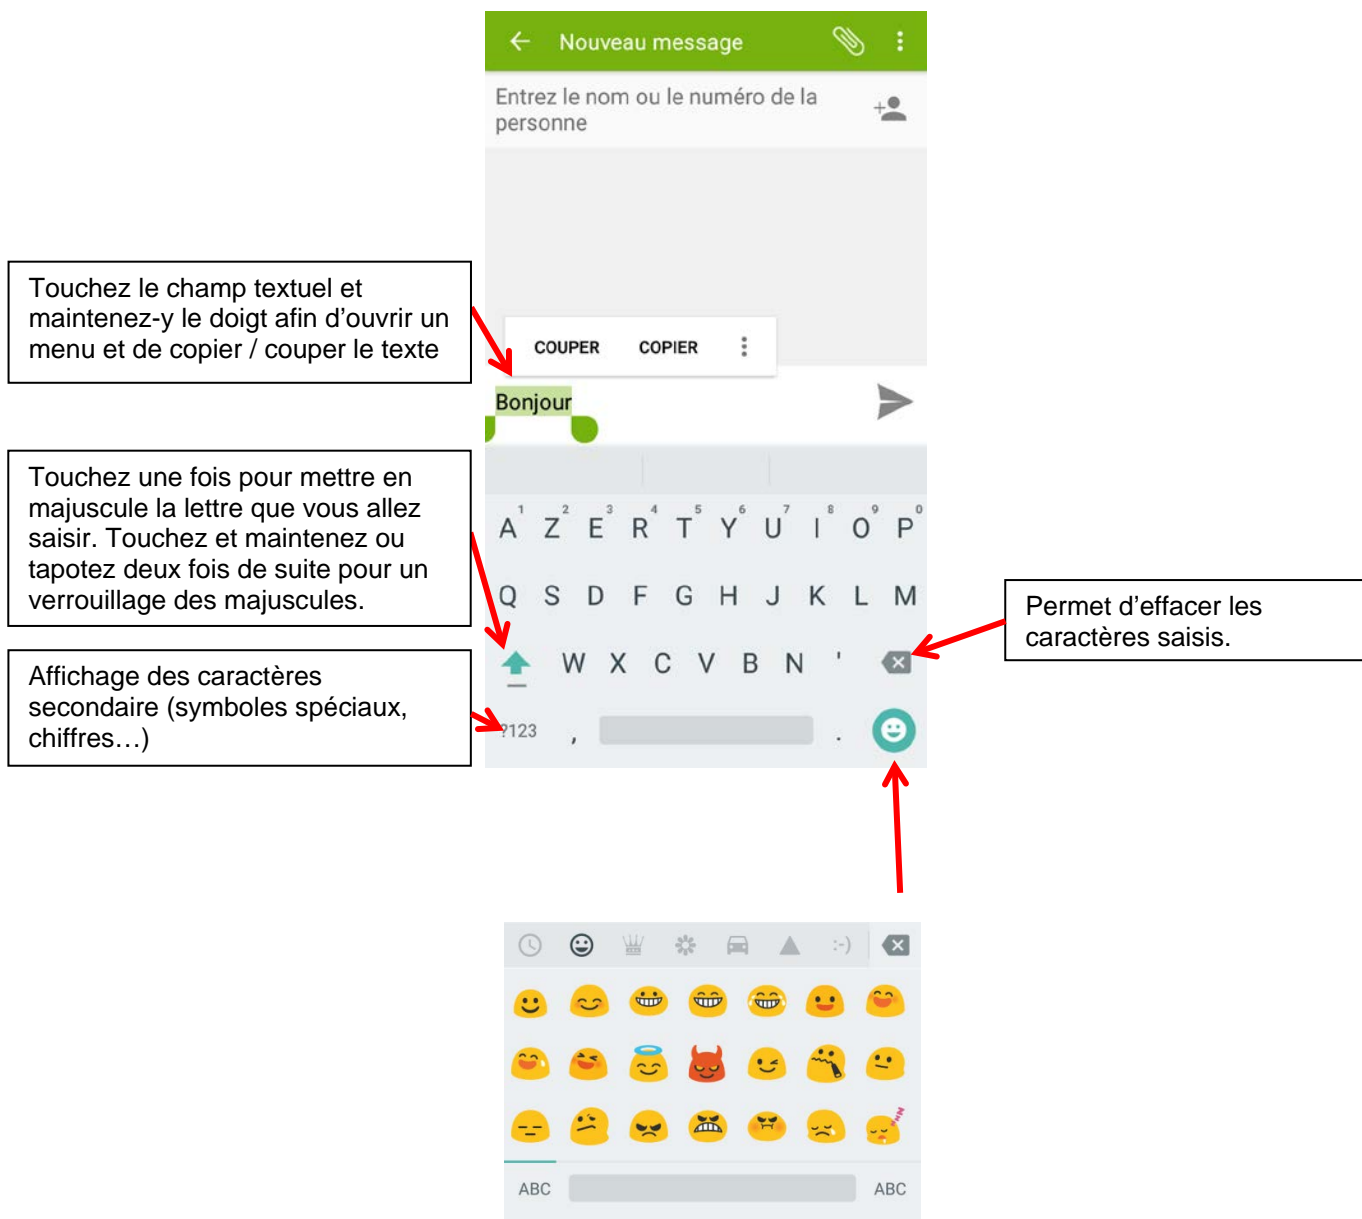 Nouveau message
Entrez le nom ou le numéro de la
personne
Touchez le champ textuel et
maintenez-y le doigt afin d’ouvrir un
menu et de copier / couper le texte
COUPER COPIER
Bonjour
Touchez une fois pour mettre en
majuscule la lettre que vous allez
saisir. Touchez et maintenez ou
tapotez deux fois de suite pour un
verrouillage des majuscules.
1 2 3 4 5 6 7 8 9 0
A Z E R T Y U I O P
Q S D F G H J K L M
Permet d’effacer les
caractères saisis.
W X C V B N '
Affichage des caractères
secondaire (symboles spéciaux,
chiffres…)
?123 , .
:-)
ABC ABC